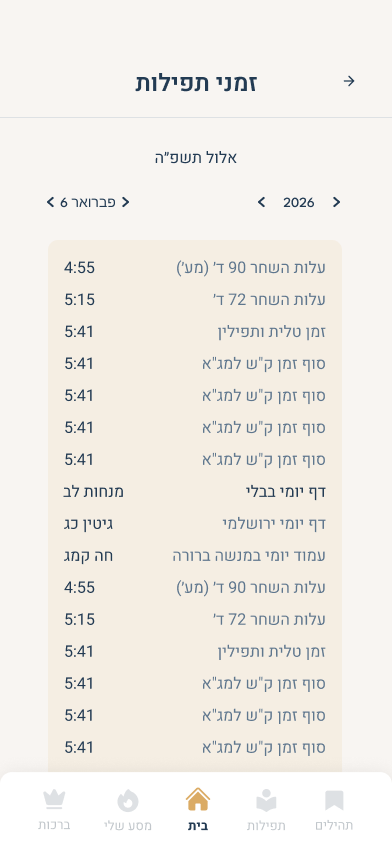 זמני תפילות
אלול תשפ״ה
2026
6 פברואר
עלות השחר 90 ד׳ (מע׳) 4:55
עלות השחר 72 ד׳ 5:15
זמן טלית ותפילין 5:41
סוף זמן ק"ש למג"א 5:41
סוף זמן ק"ש למג"א 5:41
סוף זמן ק"ש למג"א 5:41
סוף זמן ק"ש למג"א 5:41
דף יומי בבלי מנחות לב
דף יומי ירושלמי גיטין כג
עמוד יומי במנשה ברורה חה קמג
עלות השחר 90 ד׳ (מע׳) 4:55
עלות השחר 72 ד׳ 5:15
זמן טלית ותפילין 5:41
סוף זמן ק"ש למג"א 5:41
סוף זמן ק"ש למג"א 5:41
סוף זמן ק"ש למג"א 5:41
תהילים תפילות בית מסע שלי ברכות